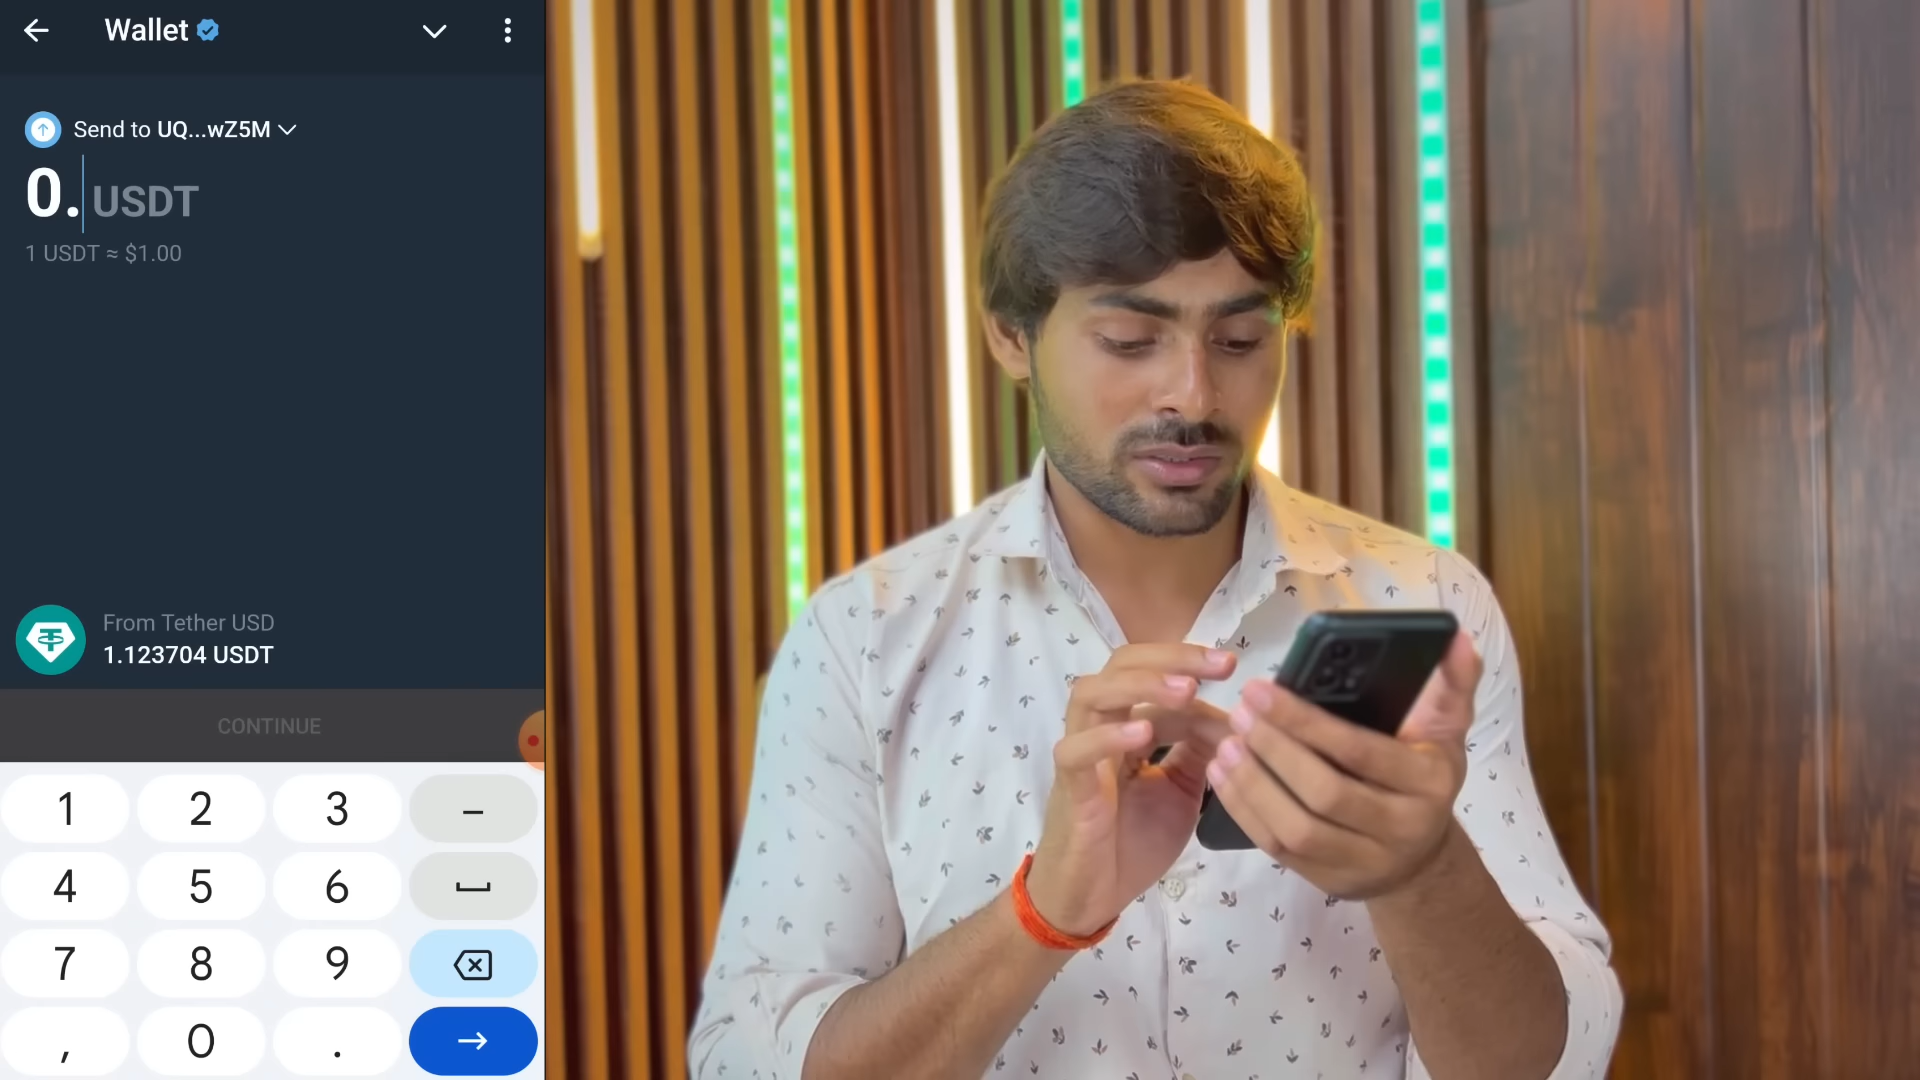 Wallet
Send to UQ...wZ5M
0. USDT
1 USDT ≈ $1.00
From Tether USD
1.123704 USDT
CONTINUE
1 2 3 –
4 5 6
7 8 9
, 0 .